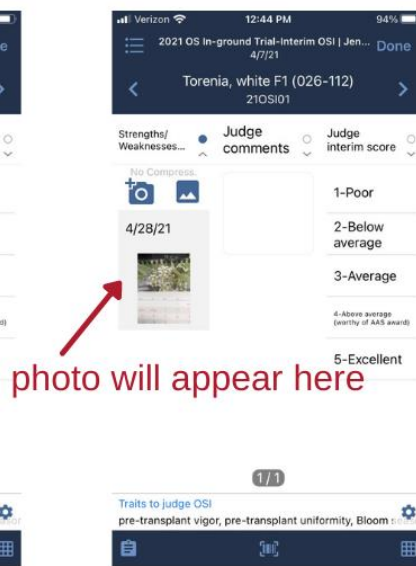 Verizon 12:44 PM 94%
2021 OS In-ground Trial-Interim OSI | Jen... Done
4/7/21
Torenia, white F1 (026-112)
21OSI01
Strengths/
Weaknesses...
Judge
comments
Judge
interim score
No Compress.
1-Poor
4/28/21
2-Below
average
3-Average
4-Above average
(worthy of AAS award)
5-Excellent
photo will appear here
1/1
Traits to judge OSI
pre-transplant vigor, pre-transplant uniformity, Bloom